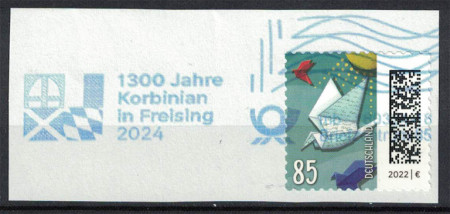 1300 Jahre
Korbinian
in Freising
2024
85
DEUTSCHLAND
2022 | €